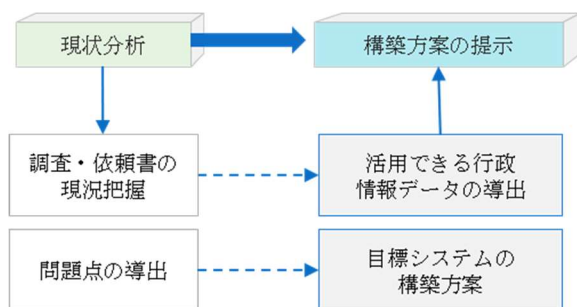 現状分析
構築方案の提示
調査・依頼書の
現況把握
活用できる行政
情報データの導出
問題点の導出
目標システムの
構築方案